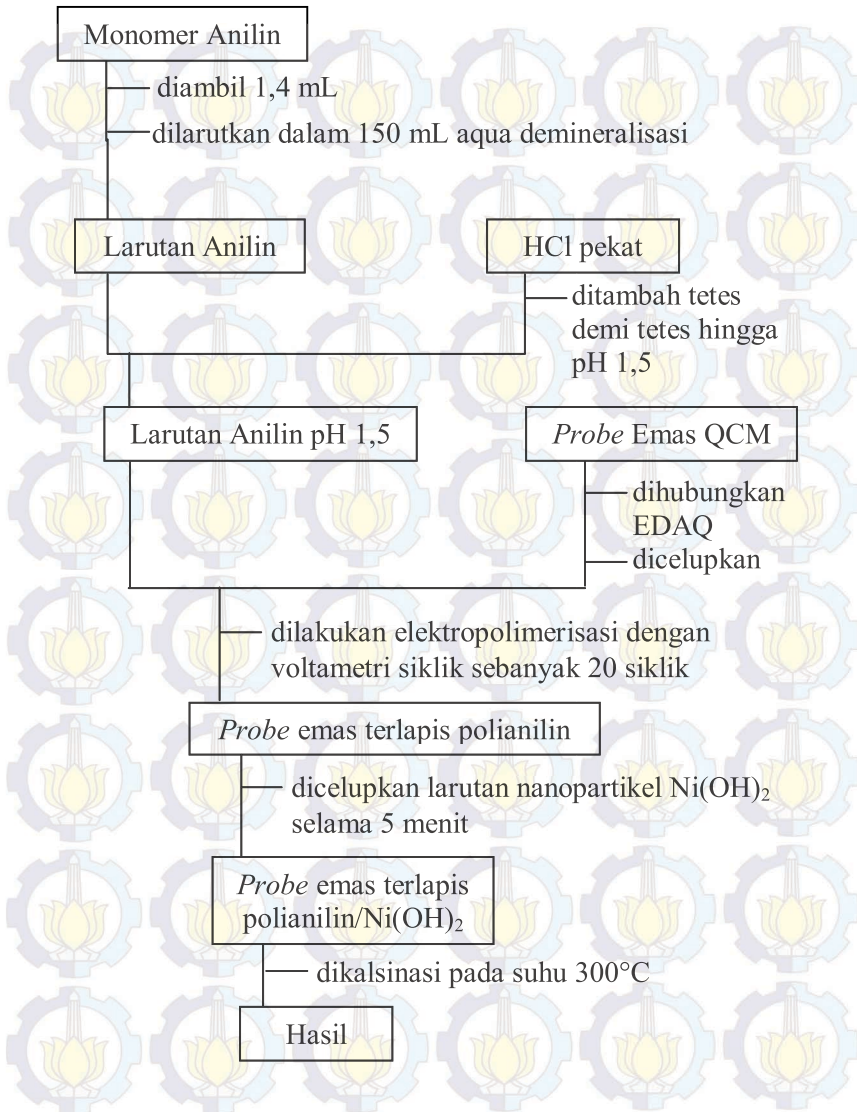 Monomer Anilin
diambil 1,4 mL
dilarutkan dalam 150 mL aqua demineralisasi
Larutan Anilin
HCl pekat
ditambah tetes
demi tetes hingga
pH 1,5
Larutan Anilin pH 1,5
Probe Emas QCM
dihubungkan
EDAQ
dicelupkan
dilakukan elektropolimerisasi dengan
voltametri siklik sebanyak 20 siklik
Probe emas terlapis polianilin
dicelupkan larutan nanopartikel Ni(OH)₂
selama 5 menit
Probe emas terlapis
polianilin/Ni(OH)₂
dikalsinasi pada suhu 300°C
Hasil